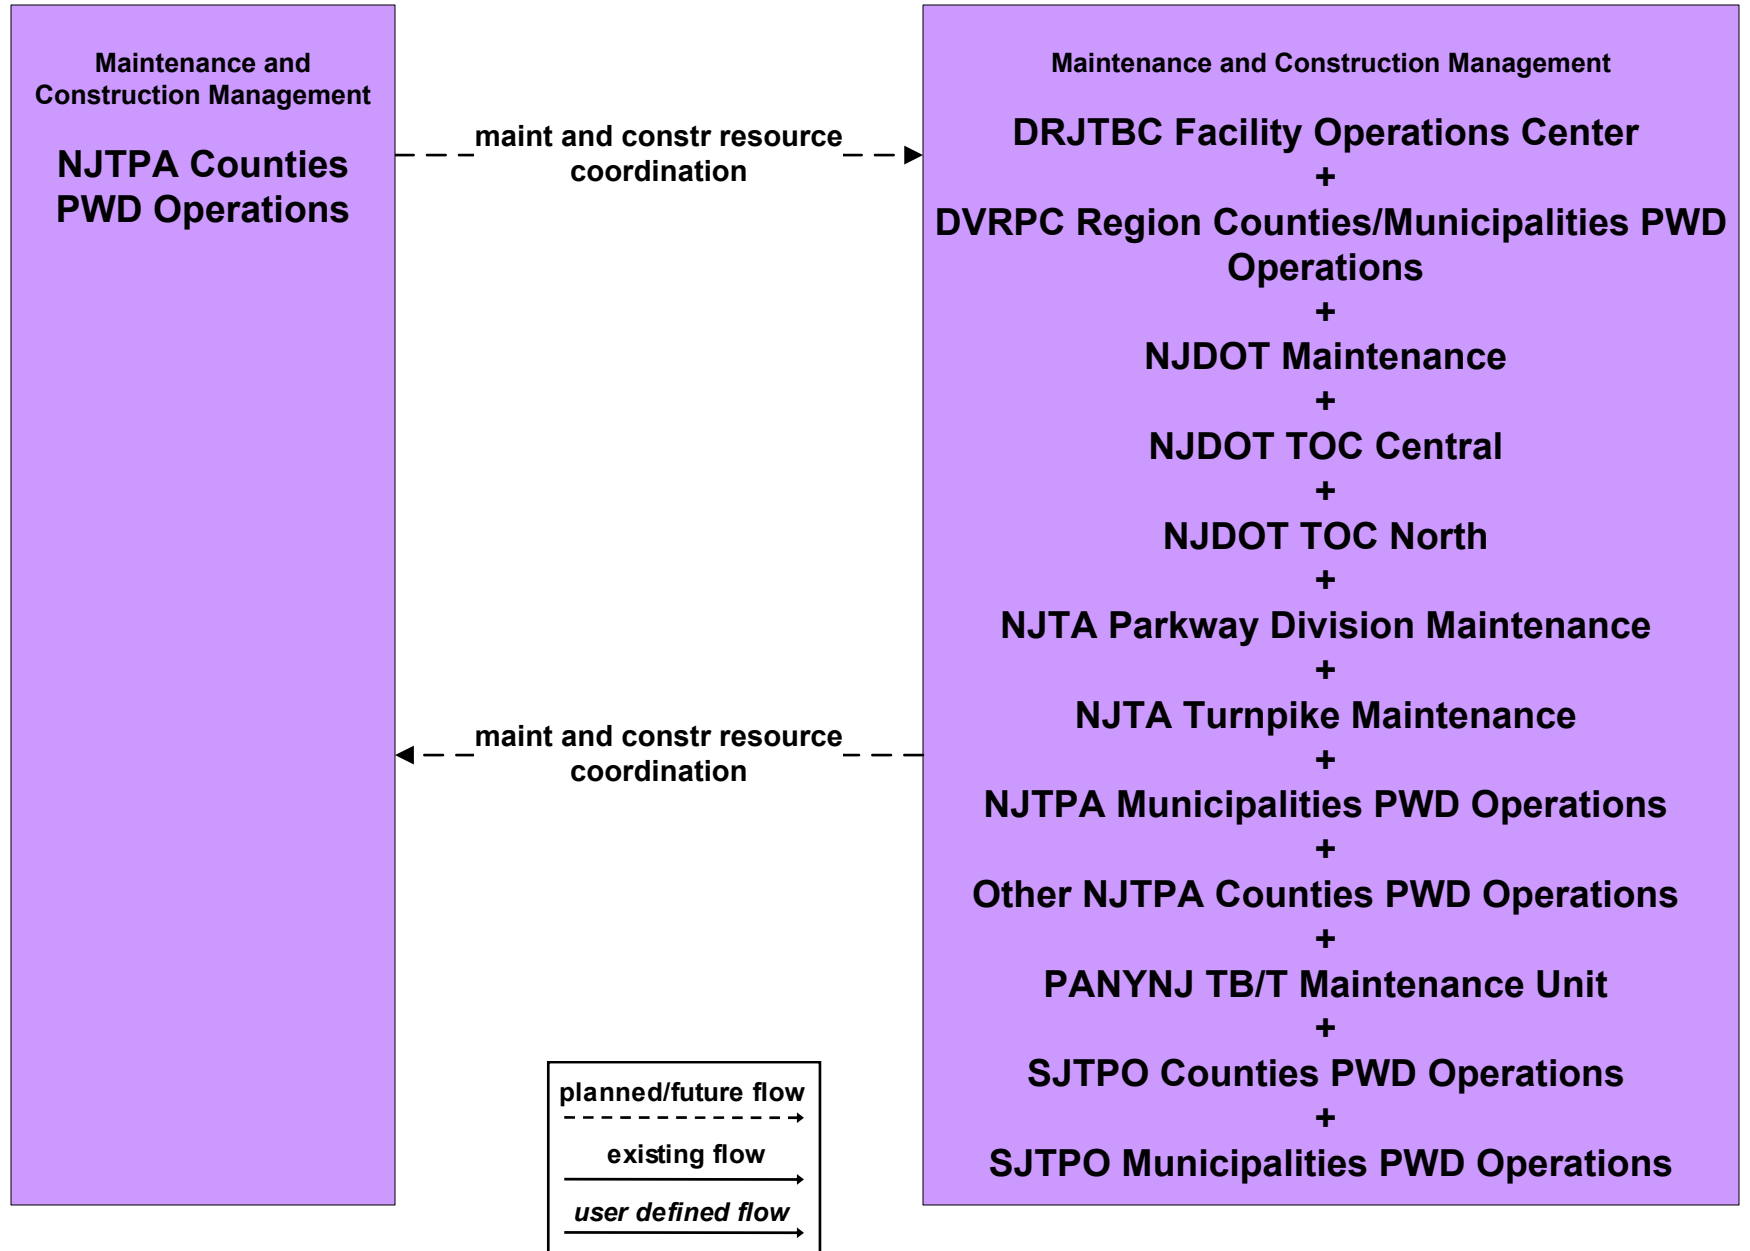 Maintenance and
Construction Management
NJTPA Counties
PWD Operations
maint and constr resource
coordination
maint and constr resource
coordination
Maintenance and Construction Management
DRJTBC Facility Operations Center
+
DVRPC Region Counties/Municipalities PWD
Operations
+
NJDOT Maintenance
+
NJDOT TOC Central
+
NJDOT TOC North
+
NJTA Parkway Division Maintenance
+
NJTA Turnpike Maintenance
+
NJTPA Municipalities PWD Operations
+
Other NJTPA Counties PWD Operations
+
PANYNJ TB/T Maintenance Unit
+
SJTPO Counties PWD Operations
+
SJTPO Municipalities PWD Operations
planned/future flow
existing flow
user defined flow